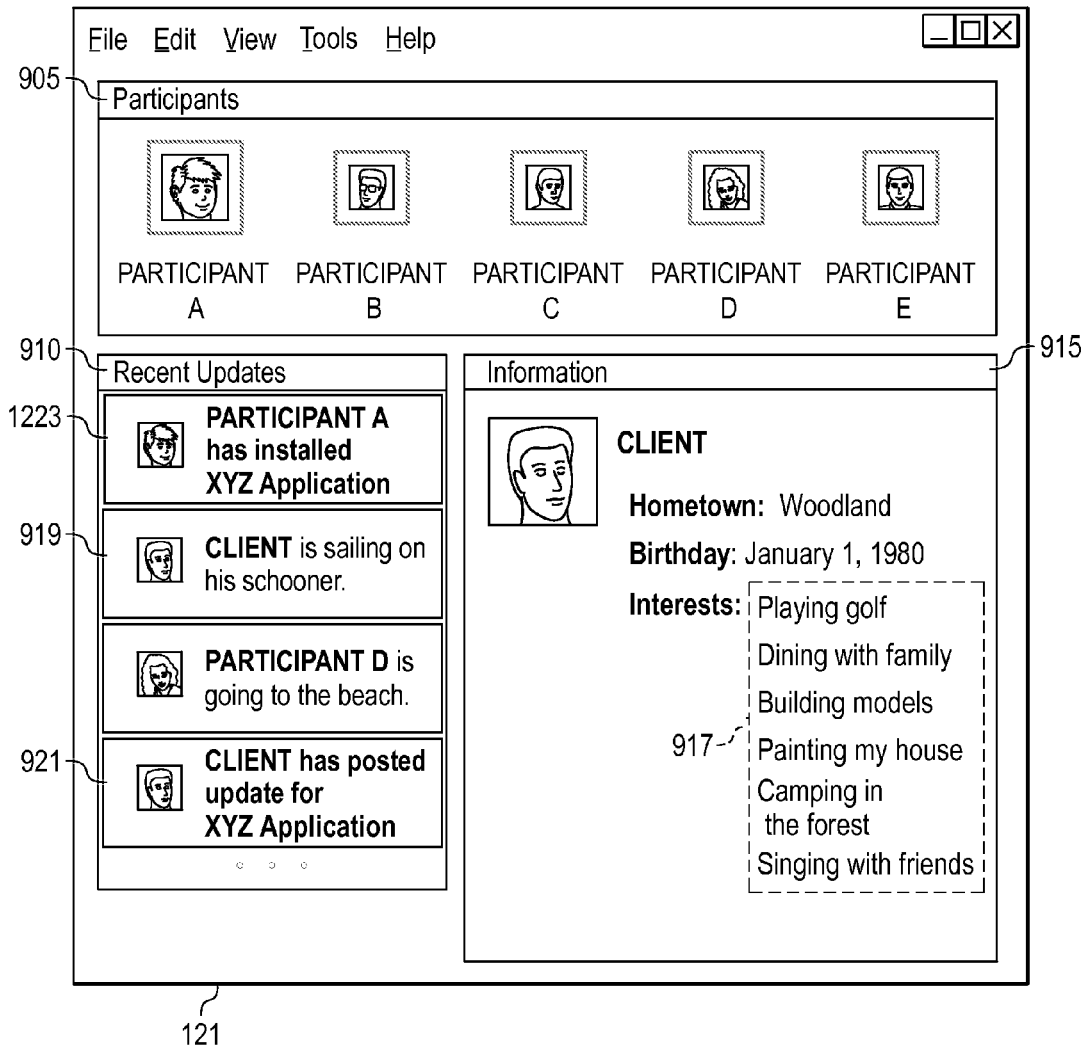 File Edit View Tools Help
905
Participants
PARTICIPANT A
PARTICIPANT B
PARTICIPANT C
PARTICIPANT D
PARTICIPANT E
910
Recent Updates
1223
PARTICIPANT A
has installed
XYZ Application
919
CLIENT is sailing on
his schooner.
PARTICIPANT D is
going to the beach.
921
CLIENT has posted
update for
XYZ Application
915
Information
CLIENT
Hometown: Woodland
Birthday: January 1, 1980
Interests: Playing golf
Dining with family
Building models
917
Painting my house
Camping in
the forest
Singing with friends
121